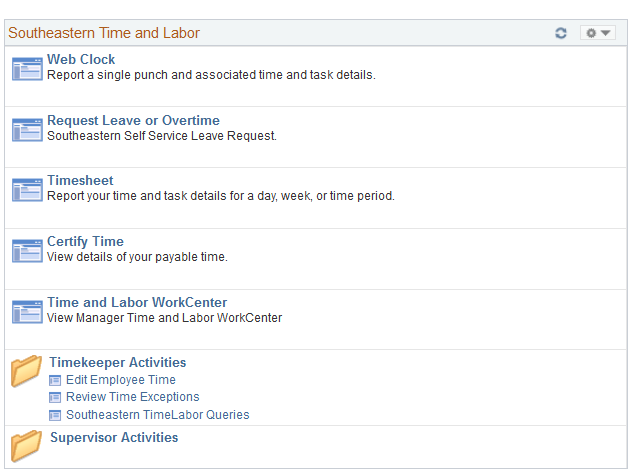 Southeastern Time and Labor
Web Clock
Report a single punch and associated time and task details.
Request Leave or Overtime
Southeastern Self Service Leave Request.
Timesheet
Report your time and task details for a day, week, or time period.
Certify Time
View details of your payable time.
Time and Labor WorkCenter
View Manager Time and Labor WorkCenter
Timekeeper Activities
Edit Employee Time
Review Time Exceptions
Southeastern TimeLabor Queries
Supervisor Activities